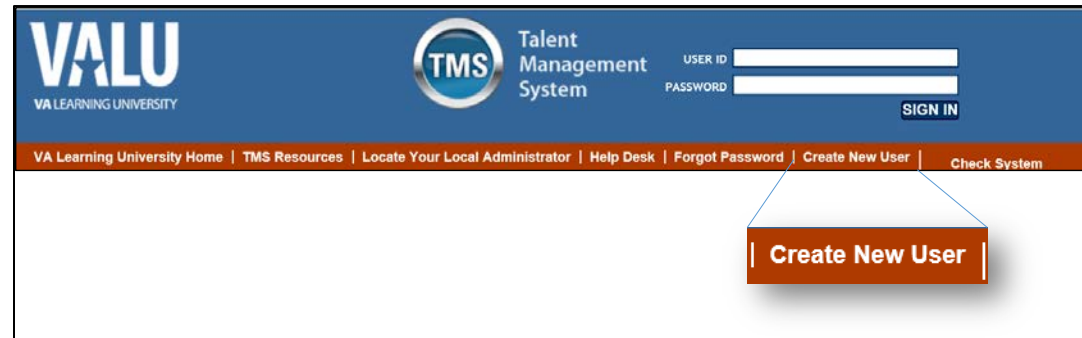 VALU
VA LEARNING UNIVERSITY
TMS
Talent
Management
System
USER ID
PASSWORD
SIGN IN
VA Learning University Home | TMS Resources | Locate Your Local Administrator | Help Desk | Forgot Password | Create New User | Check System
| Create New User |